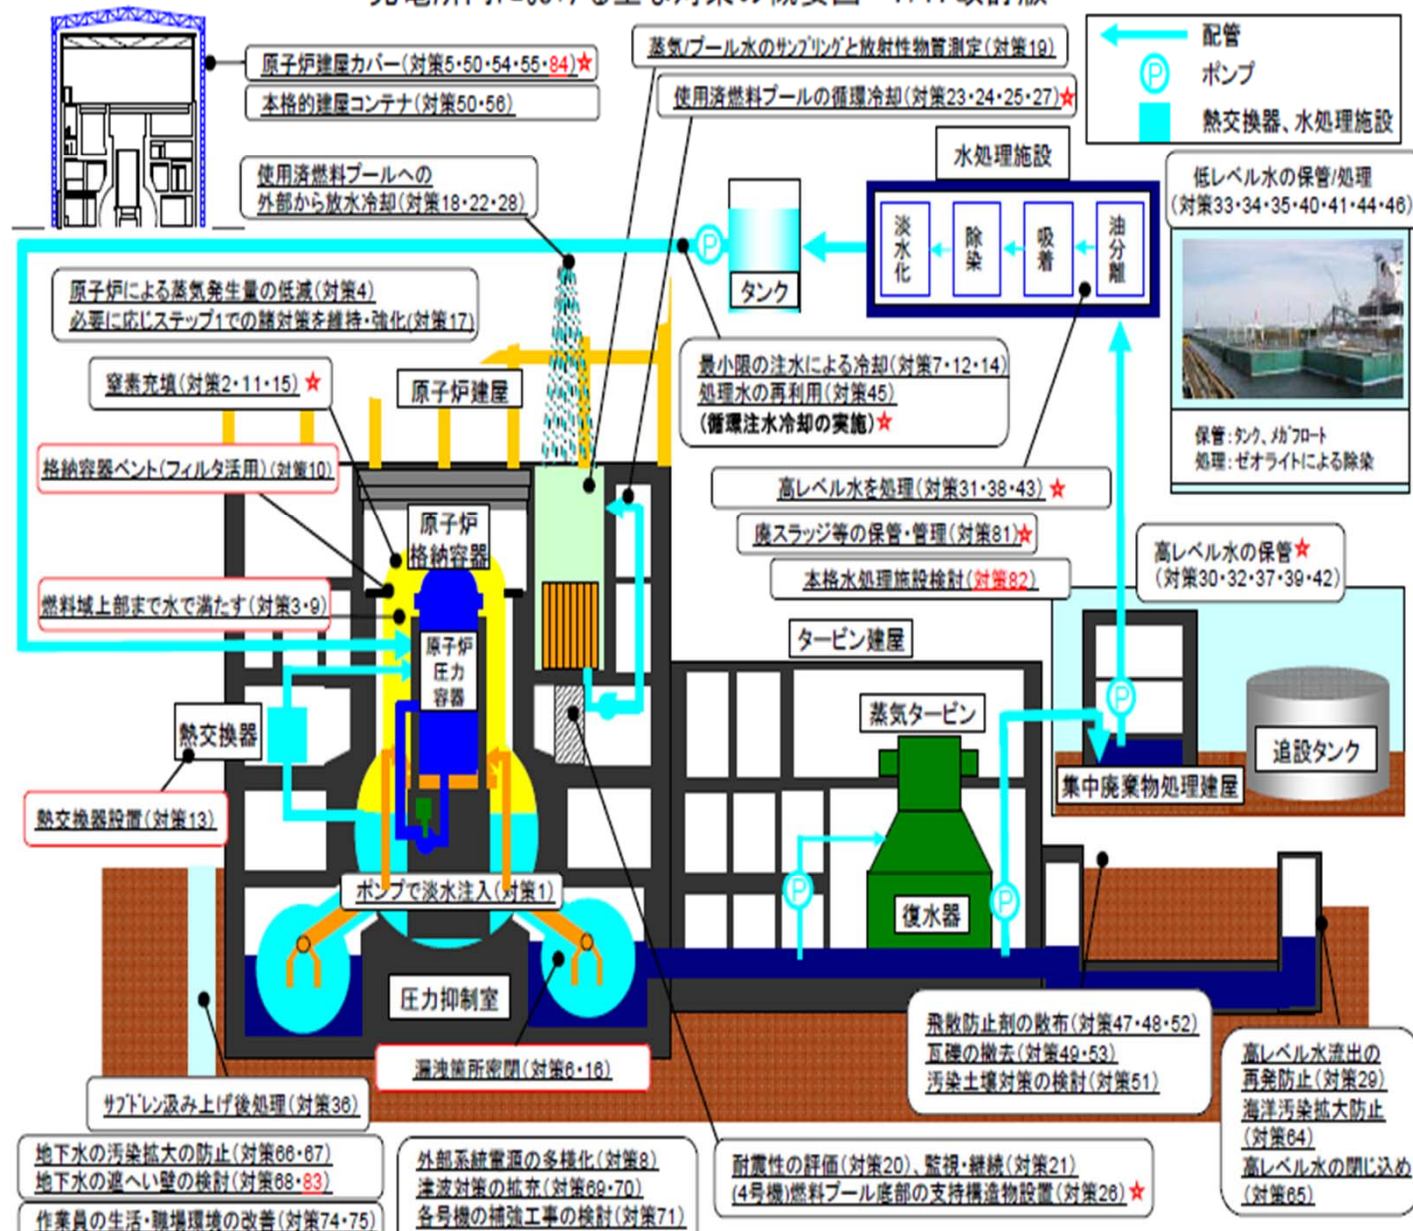 発電所内における主な対策の概要図 7/17改訂版
原子炉建屋カバー(対策5・50・54・55・84)☆
本格的建屋コンテナ(対策50・56)
蒸気/プール水のサンプリングと放射性物質測定(対策19)
使用済燃料プールの循環冷却(対策23・24・25・27)☆
配管
P ポンプ
熱交換器、水処理施設
使用済燃料プールへの
外部から放水冷却(対策18・22・28)
水処理施設
淡水化
除染
吸着
油分離
P
タンク
低レベル水の保管/処理
(対策33・34・35・40・41・44・46)
保管:タンク、メガフロート
処理:ゼオライトによる除染
原子炉による蒸気発生量の低減(対策4)
必要に応じステップ1での諸対策を維持・強化(対策17)
窒素充填(対策2・11・15)☆
原子炉建屋
最小限の注水による冷却(対策7・12・14)
処理水の再利用(対策45)
(循環注水冷却の実施)☆
格納容器ベント(フィルタ活用)(対策10)
高レベル水を処理(対策31・38・43)☆
廃スラッジ等の保管・管理(対策81)☆
本格水処理施設検討(対策82)
高レベル水の保管☆
(対策30・32・37・39・42)
原子炉
格納容器
燃料域上部まで水で満たす(対策3・9)
原子炉
圧力
容器
タービン建屋
蒸気タービン
P
追設タンク
集中廃棄物処理建屋
熱交換器
熱交換器設置(対策13)
ポンプで淡水注入(対策1)
P
復水器
P
圧力抑制室
漏洩箇所密閉(対策6・16)
飛散防止剤の散布(対策47・48・52)
瓦礫の撤去(対策49・53)
汚染土壌対策の検討(対策51)
高レベル水流出の
再発防止(対策29)
海洋汚染拡大防止
(対策64)
高レベル水の閉じ込め
(対策65)
サブドレン汲み上げ後処理(対策36)
地下水の汚染拡大の防止(対策66・67)
地下水の遮へい壁の検討(対策68・83)
作業員の生活・職場環境の改善(対策74・75)
外部系統電源の多様化(対策8)
津波対策の拡充(対策69・70)
各号機の補強工事の検討(対策71)
耐震性の評価(対策20)、監視・継続(対策21)
(4号機)燃料プール底部の支持構造物設置(対策26)☆